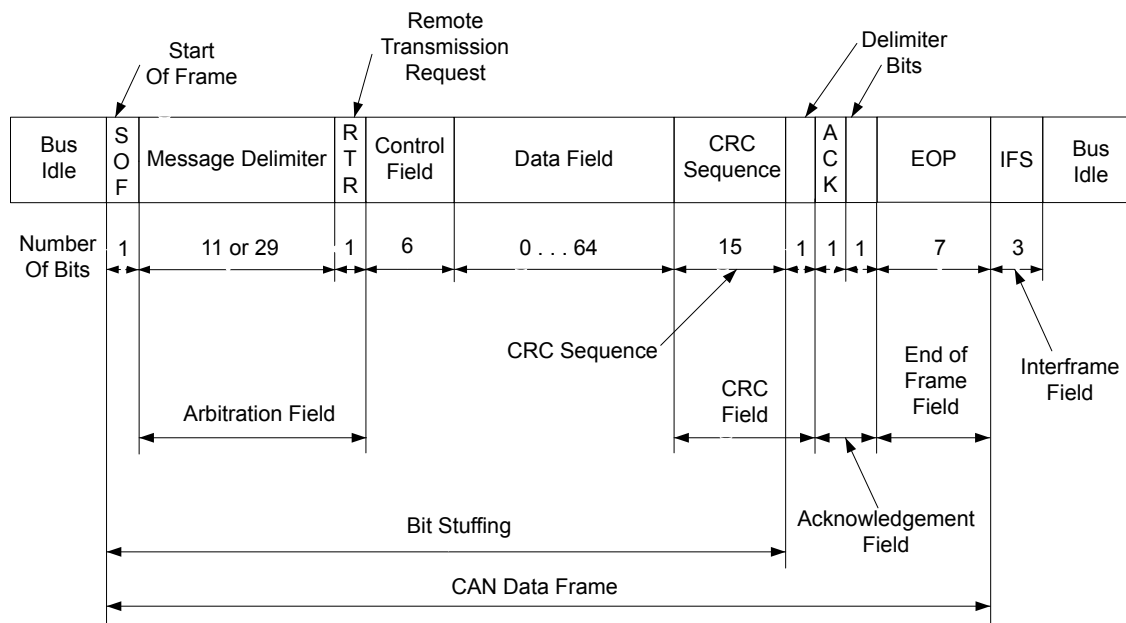 Start
Of Frame
Remote
Transmission
Request
Delimiter
Bits
Bus
Idle
S
O
F
Message Delimiter
R
T
R
Control
Field
Data Field
CRC
Sequence
A
C
K
EOP
IFS
Bus
Idle
Number
Of Bits
1
11 or 29
1
6
0 . . . 64
15
1
1
1
7
3
CRC Sequence
Arbitration Field
CRC
Field
End of
Frame
Field
Interframe
Field
Bit Stuffing
Acknowledgement
Field
CAN Data Frame